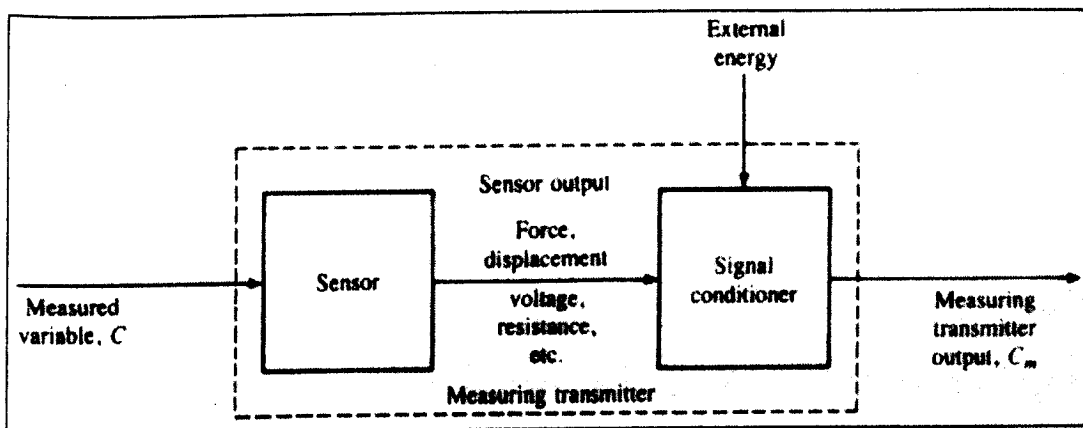 External
energy
Sensor output
Force,
displacement
voltage,
resistance,
etc.
Sensor
Signal
conditioner
Measured
variable, C
Measuring
transmitter
output, Cm
Measuring transmitter